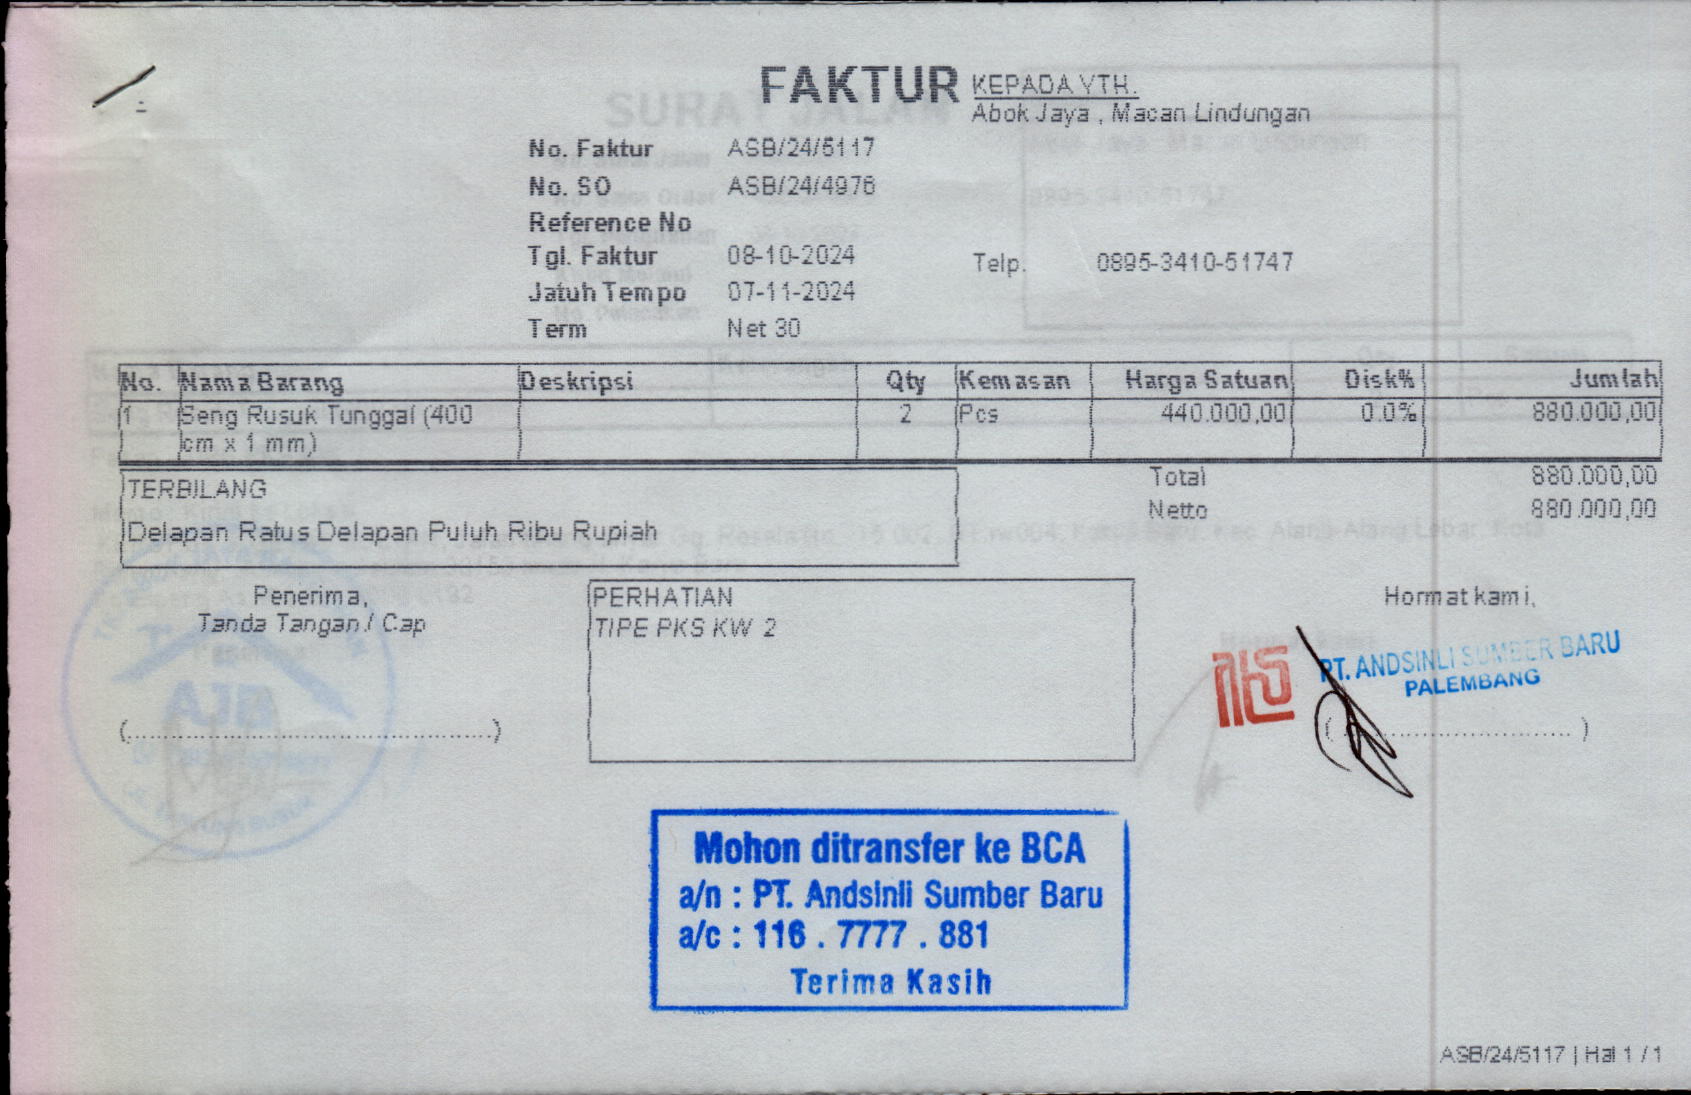 FAKTUR
KEPADA YTH.
Abok Jaya , Macan Lindungan
No. Faktur ASB/24/5117
No. SO ASB/24/4976
Reference No
Tgl. Faktur 08-10-2024
Telp. 0895-3410-51747
Jatuh Tempo 07-11-2024
Term Net 30
No. Nama Barang Deskripsi Qty Kemasan Harga Satuan Disk% Jumlah
1 Seng Rusuk Tunggal (400 2 Pcs 440.000,00 0.0% 880.000,00
cm x 1 mm)
Total 880.000,00
TERBILANG
Netto 880.000,00
Delapan Ratus Delapan Puluh Ribu Rupiah
Penerima,
Tanda Tangan / Cap
(................................................)
PERHATIAN
TIPE PKS KW 2
Hormat kami,
PT. ANDSINLI SUMBER BARU
PALEMBANG
(................................)
Mohon ditransfer ke BCA
a/n : PT. Andsinli Sumber Baru
a/c : 116 . 7777 . 881
Terima Kasih
SURAT JALAN
AJB
ASB/24/5117 | Hal 1 / 1